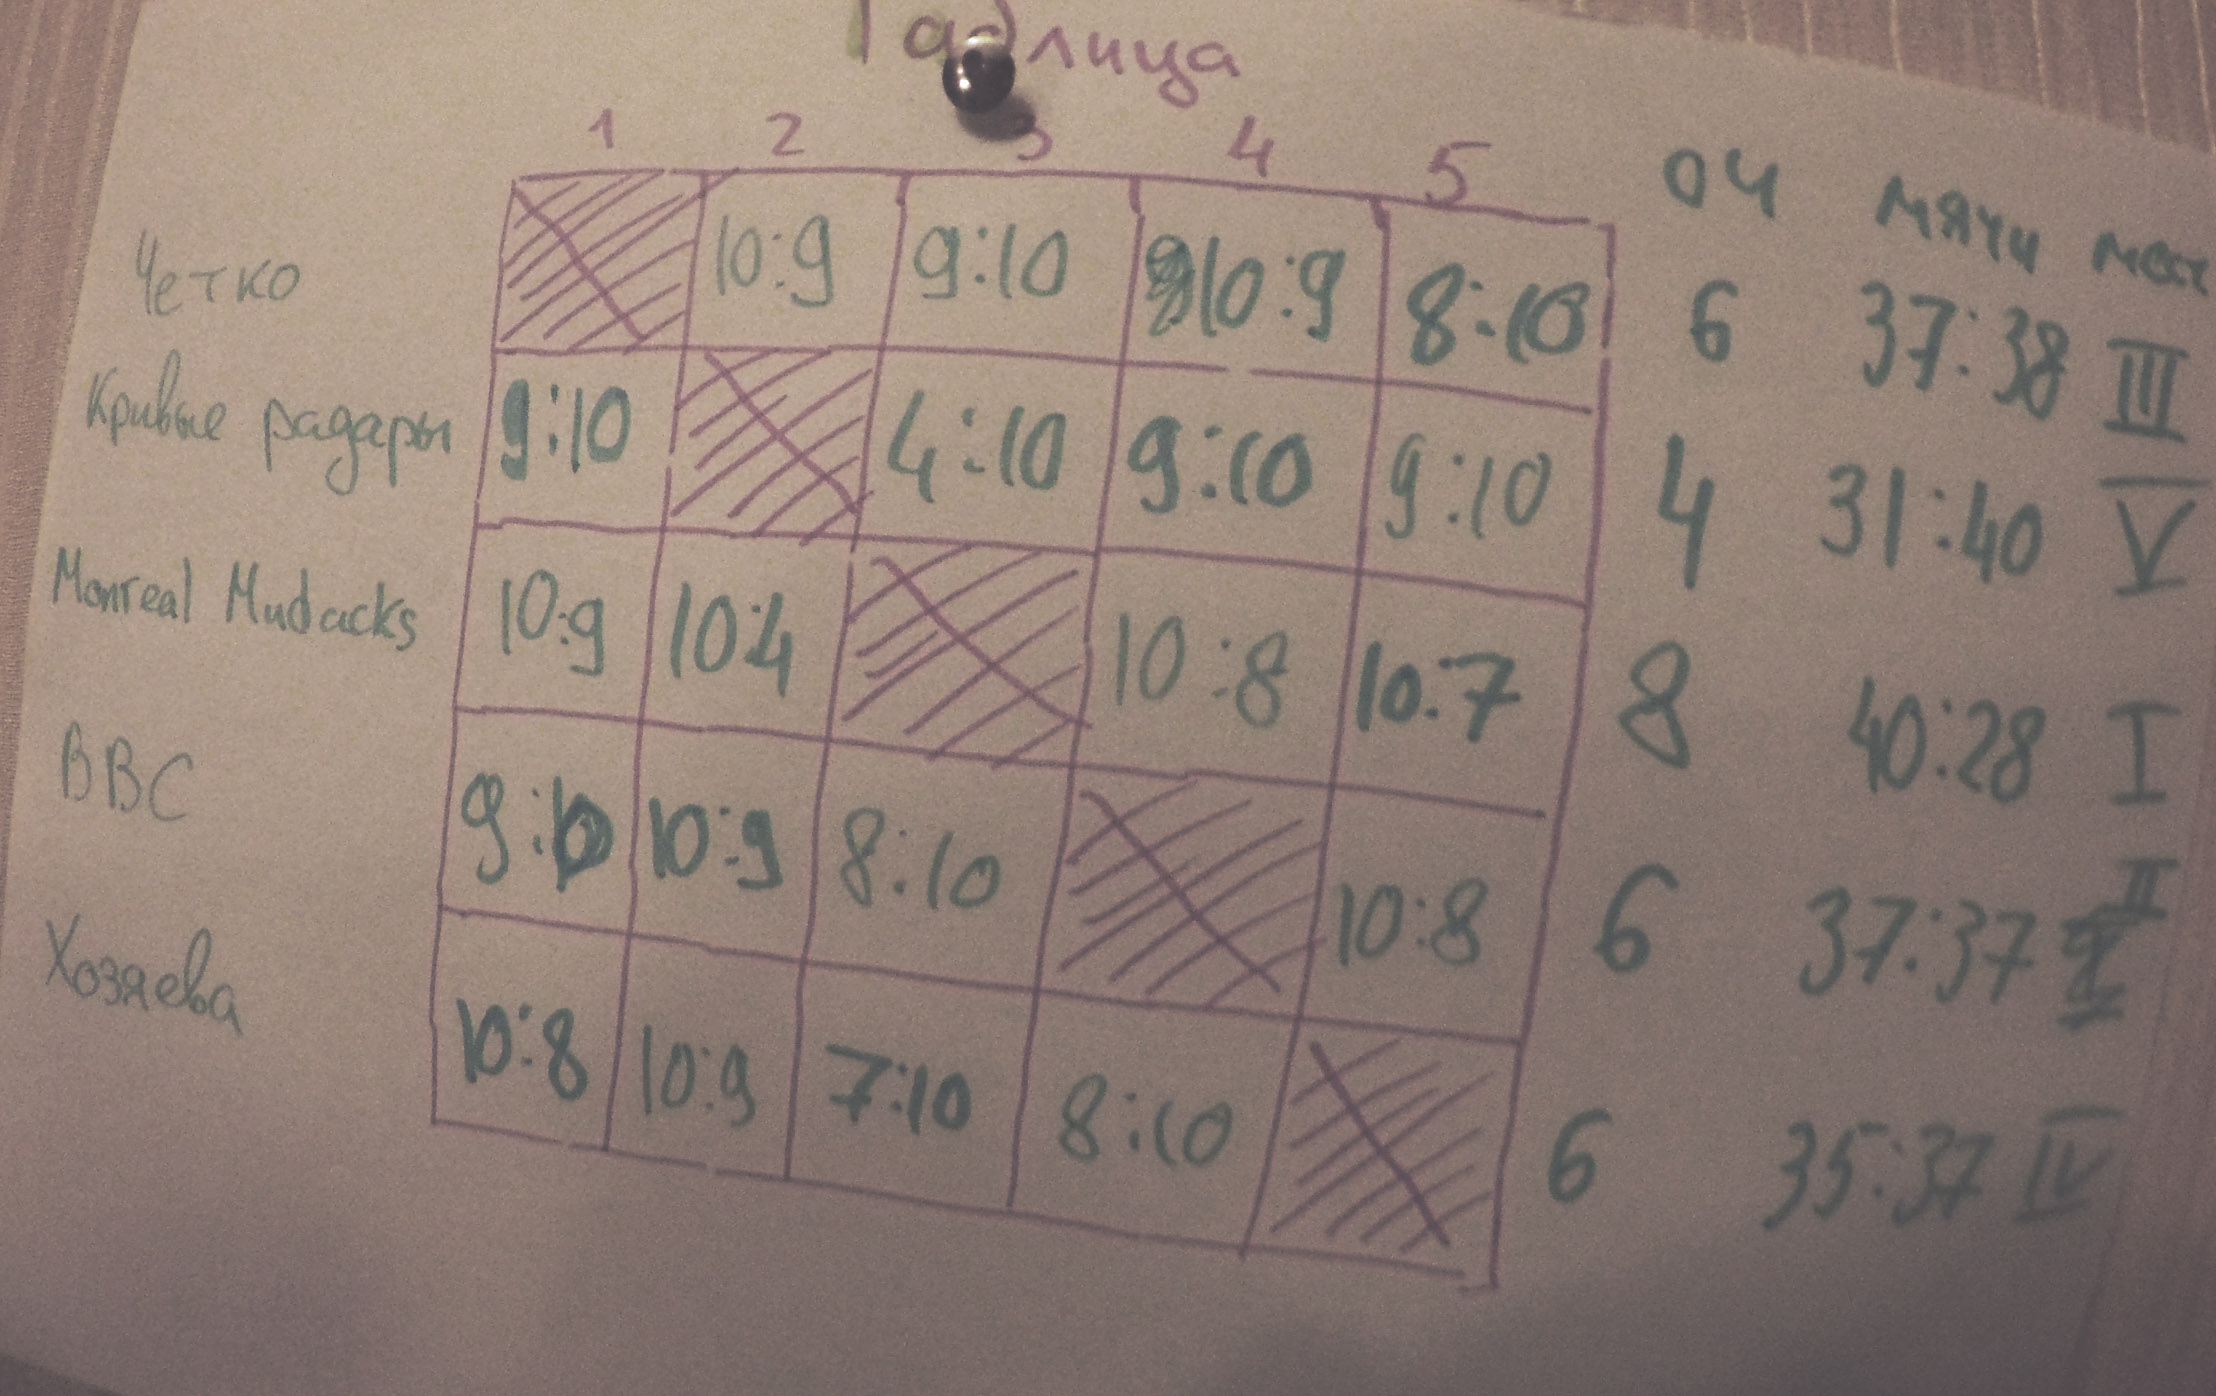 Таблица
1 2 3 4 5 ОЧ мячи мест
Четко 10:9 9:10 10:9 8:10 6 37:38 III
Кривые радары 9:10 4:10 9:10 9:10 4 31:40 V
Monreal Mudacks 10:9 10:4 10:8 10:7 8 40:28 I
ВВС 9:10 10:9 8:10 10:8 6 37:37 II
Хозяева 10:8 10:9 7:10 8:10 6 35:37 IV